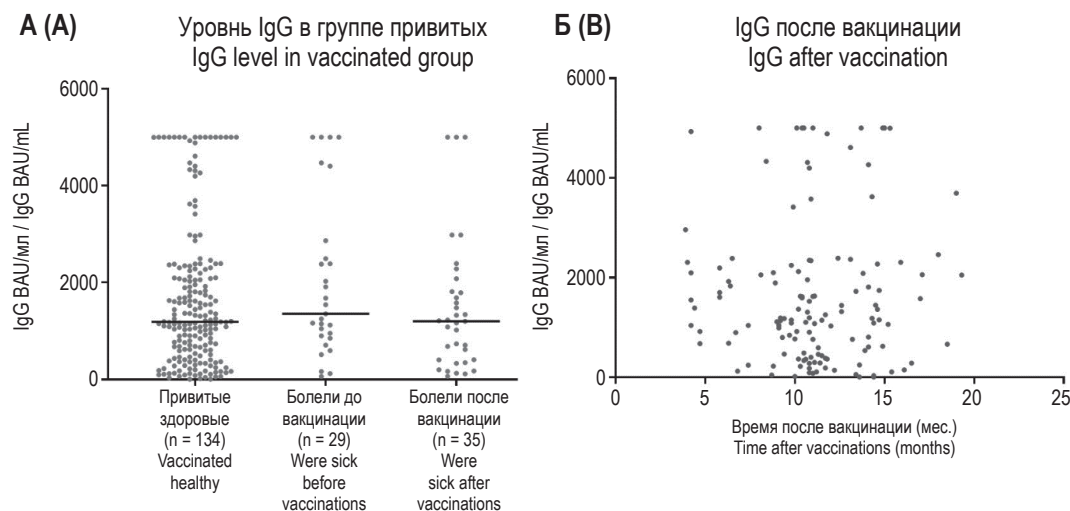 А (A)
Уровнь IgG в группе привитых
IgG level in vaccinated group
IgG BAU/мл / IgG BAU/mL
6000
4000
2000
0
Привитые
здоровые
(n = 134)
Vaccinated
healthy
Болели до
вакцинации
(n = 29)
Were sick
before
vaccinations
Болели после
вакцинации
(n = 35)
Were
sick after
vaccinations
Б (B)
IgG после вакцинации
IgG after vaccination
IgG BAU/мл / IgG BAU/mL
6000
4000
2000
0
0 5 10 15 20 25
Время после вакцинации (мес.)
Time after vaccinations (months)